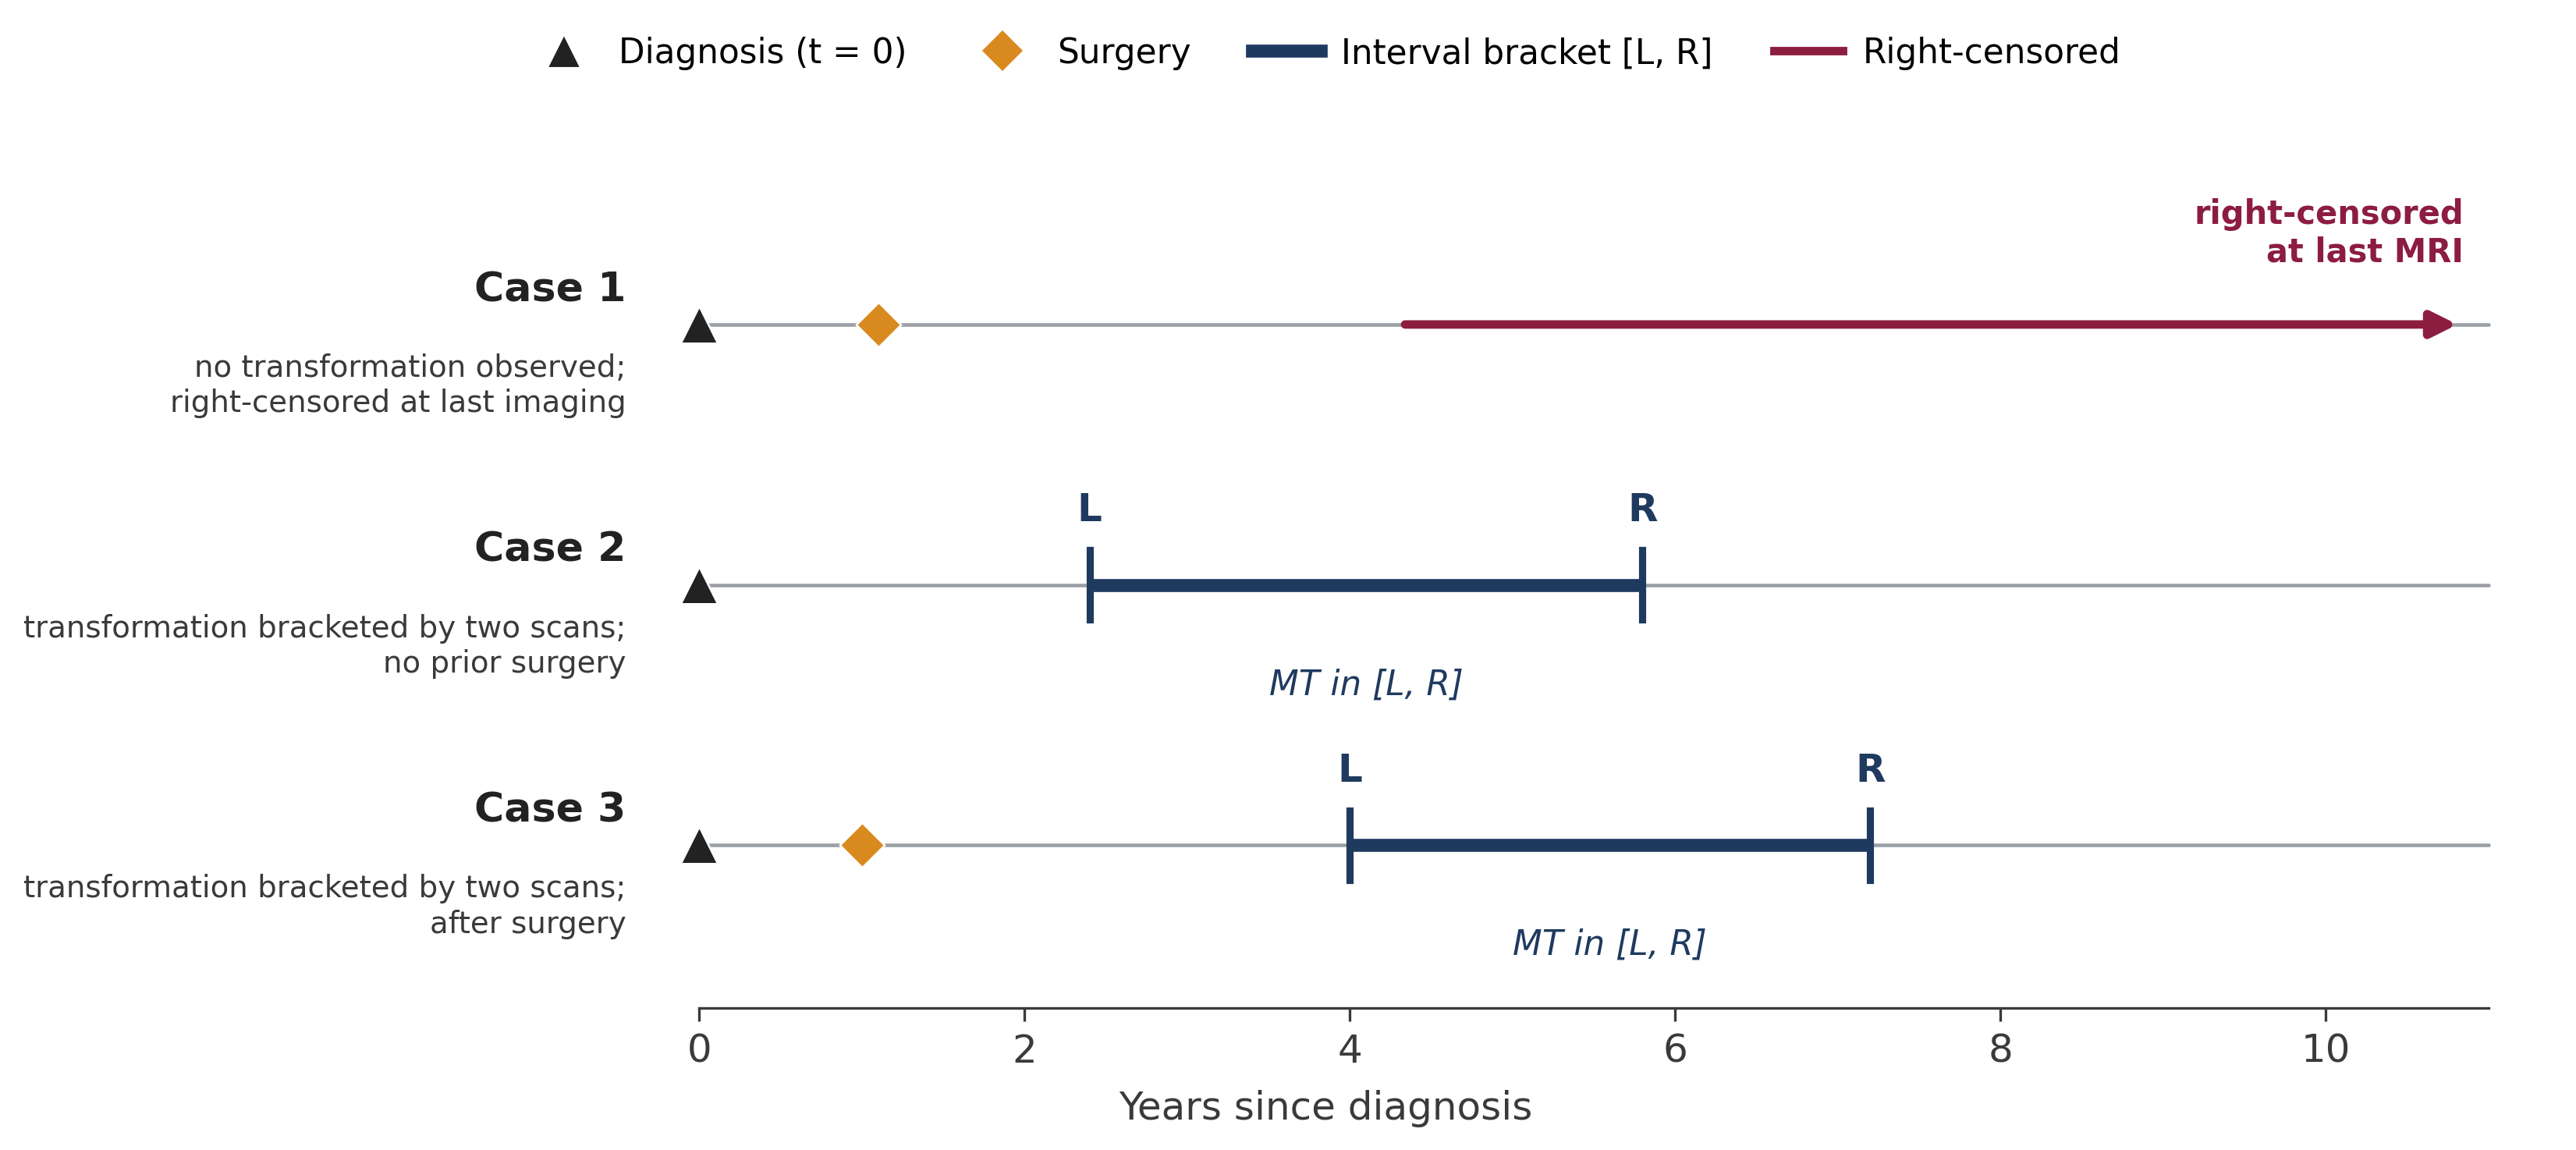 Diagnosis (t = 0)
Surgery
Interval bracket [L, R]
Right-censored
right-censored
at last MRI
Case 1
no transformation observed;
right-censored at last imaging
L
R
Case 2
transformation bracketed by two scans;
no prior surgery
MT in [L, R]
L
R
Case 3
transformation bracketed by two scans;
after surgery
MT in [L, R]
0 2 4 6 8 10
Years since diagnosis